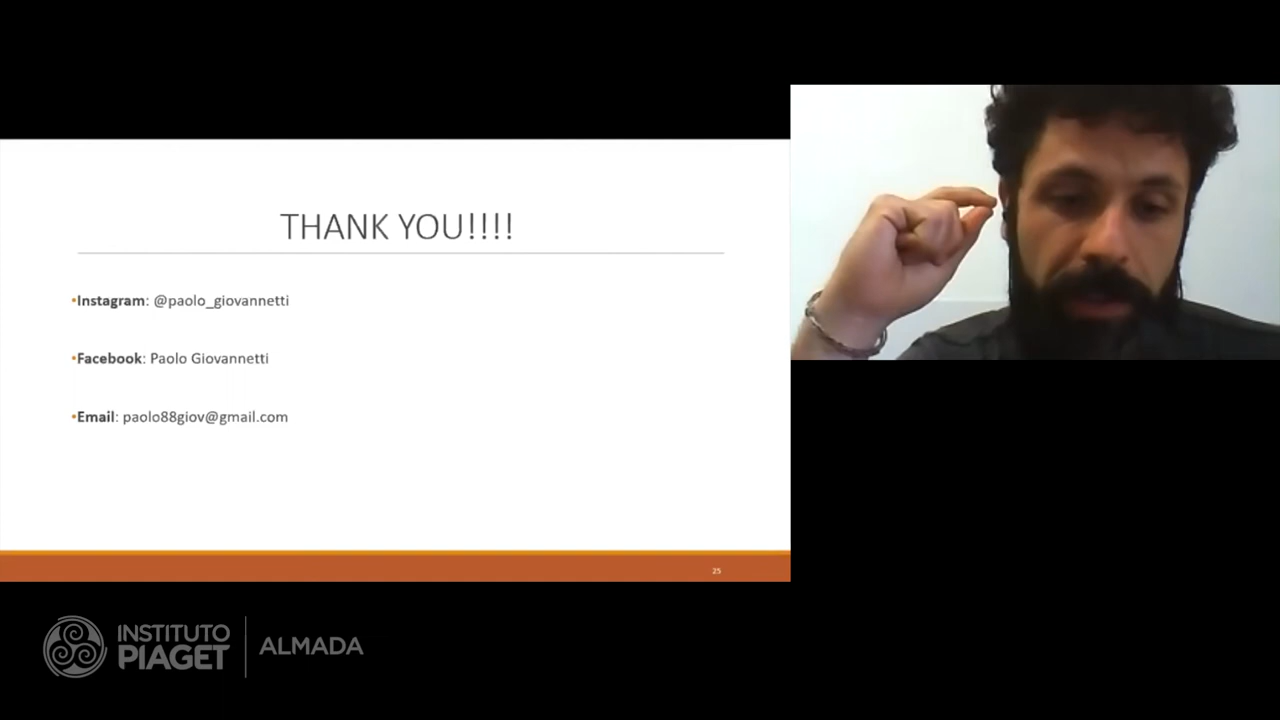 THANK YOU!!!!
•Instagram: @paolo_giovannetti
•Facebook: Paolo Giovannetti
•Email: paolo88giov@gmail.com
25
INSTITUTO
PIAGET
ALMADA